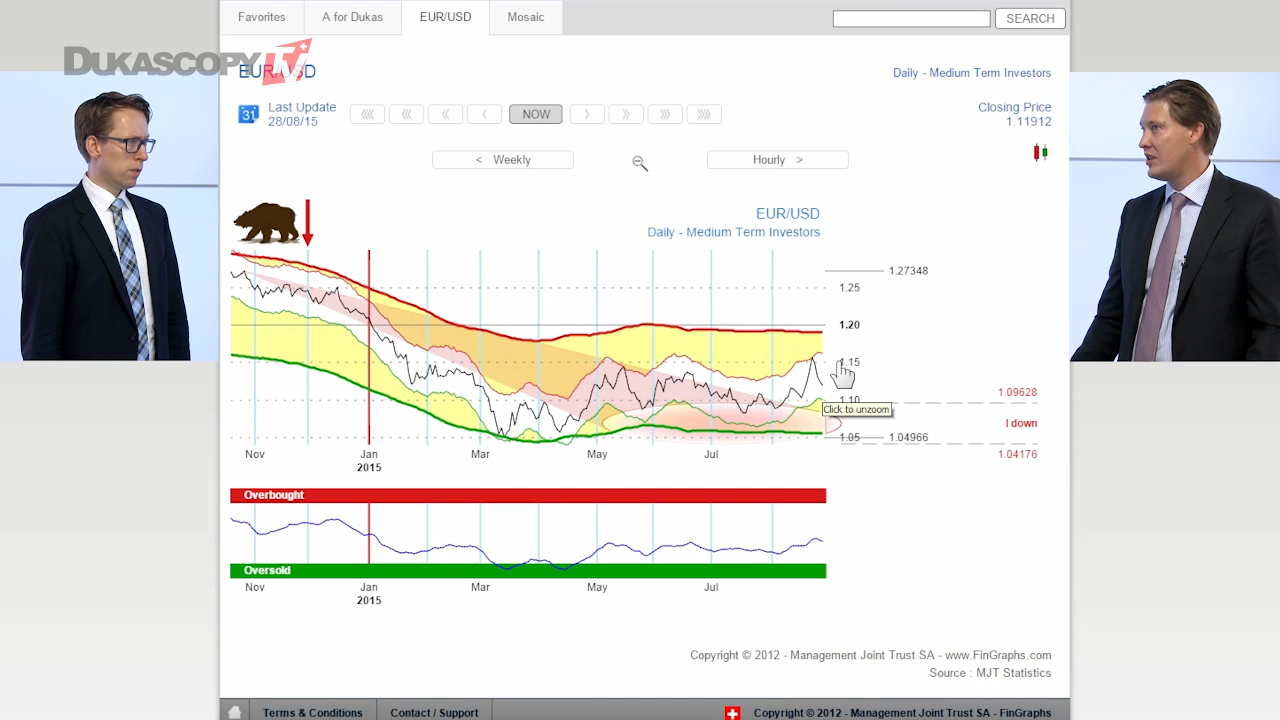 Favorites
A for Dukas
EUR/USD
Mosaic
SEARCH
DUKASCOPY TV
EUR/USD
Daily - Medium Term Investors
31
Last Update
28/08/15
NOW
Closing Price
1.11912
< Weekly
Hourly >
EUR/USD
Daily - Medium Term Investors
1.27348
1.25
1.20
1.15
1.10
1.05
1.04966
Click to unzoom
1.09628
I down
1.04176
Nov
Jan
Mar
May
Jul
2015
Overbought
Oversold
Nov
Jan
Mar
May
Jul
2015
Copyright © 2012 - Management Joint Trust SA - www.FinGraphs.com
Source : MJT Statistics
Terms & Conditions
Contact / Support
Copyright © 2012 - Management Joint Trust SA - FinGraphs